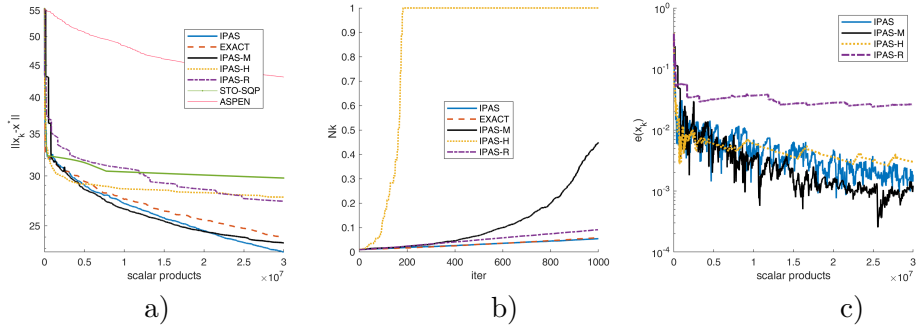 55
50
45
40
35
30
25
||x_k-x^*||
0
0.5
1
1.5
2
2.5
3
scalar products
×10^7
IPAS
EXACT
IPAS-M
IPAS-H
IPAS-R
STO-SQP
ASPEN
a)
1
0.9
0.8
0.7
0.6
0.5
0.4
0.3
0.2
0.1
0
N_k
0
200
400
600
800
1000
iter
IPAS
EXACT
IPAS-M
IPAS-H
IPAS-R
b)
10^0
10^-1
10^-2
10^-3
10^-4
e(x_k)
0
0.5
1
1.5
2
2.5
3
scalar products
×10^7
IPAS
IPAS-M
IPAS-H
IPAS-R
c)